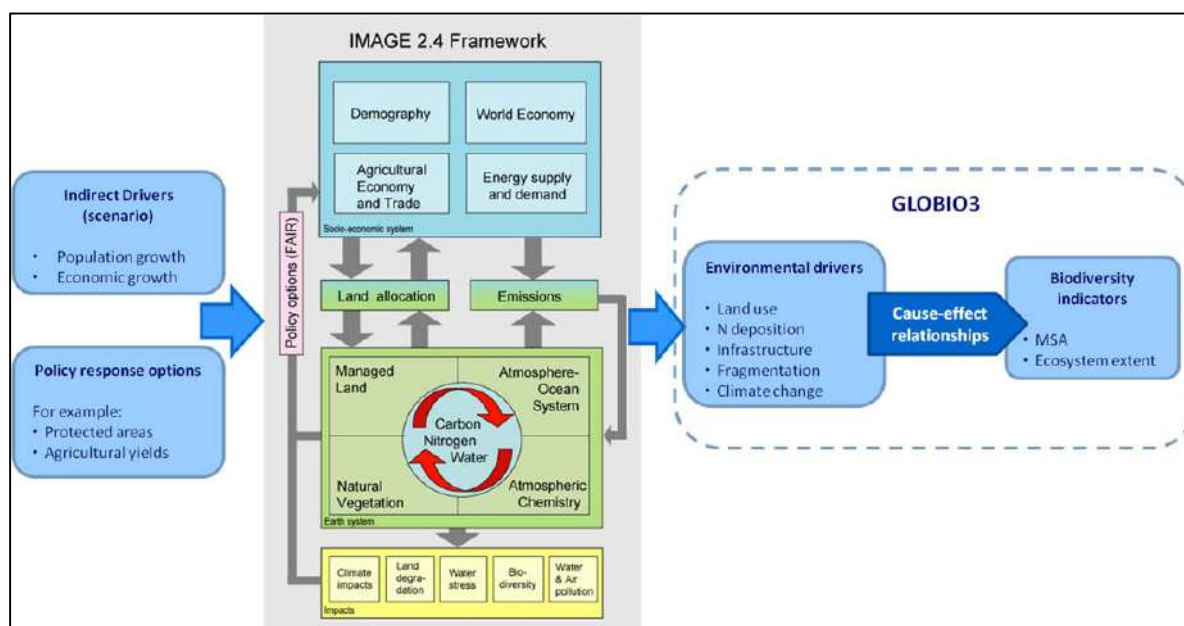 IMAGE 2.4 Framework
Indirect Drivers
(scenario)
• Population growth
• Economic growth
Policy response options
For example:
• Protected areas
• Agricultural yields
Policy options (FAIR)
Demography
World Economy
Agricultural
Economy
and Trade
Energy supply
and demand
Socio-economic system
Land allocation
Emissions
Managed
Land
Atmosphere-
Ocean
System
Carbon
Nitrogen
Water
Natural
Vegetation
Atmospheric
Chemistry
Earth system
Climate
impacts
Land
degra-
dation
Water
stress
Bio-
diversity
Water
& Air
pollution
Impacts
GLOBIO3
Environmental drivers
• Land use
• N deposition
• Infrastructure
• Fragmentation
• Climate change
Cause-effect
relationships
Biodiversity
indicators
• MSA
• Ecosystem extent